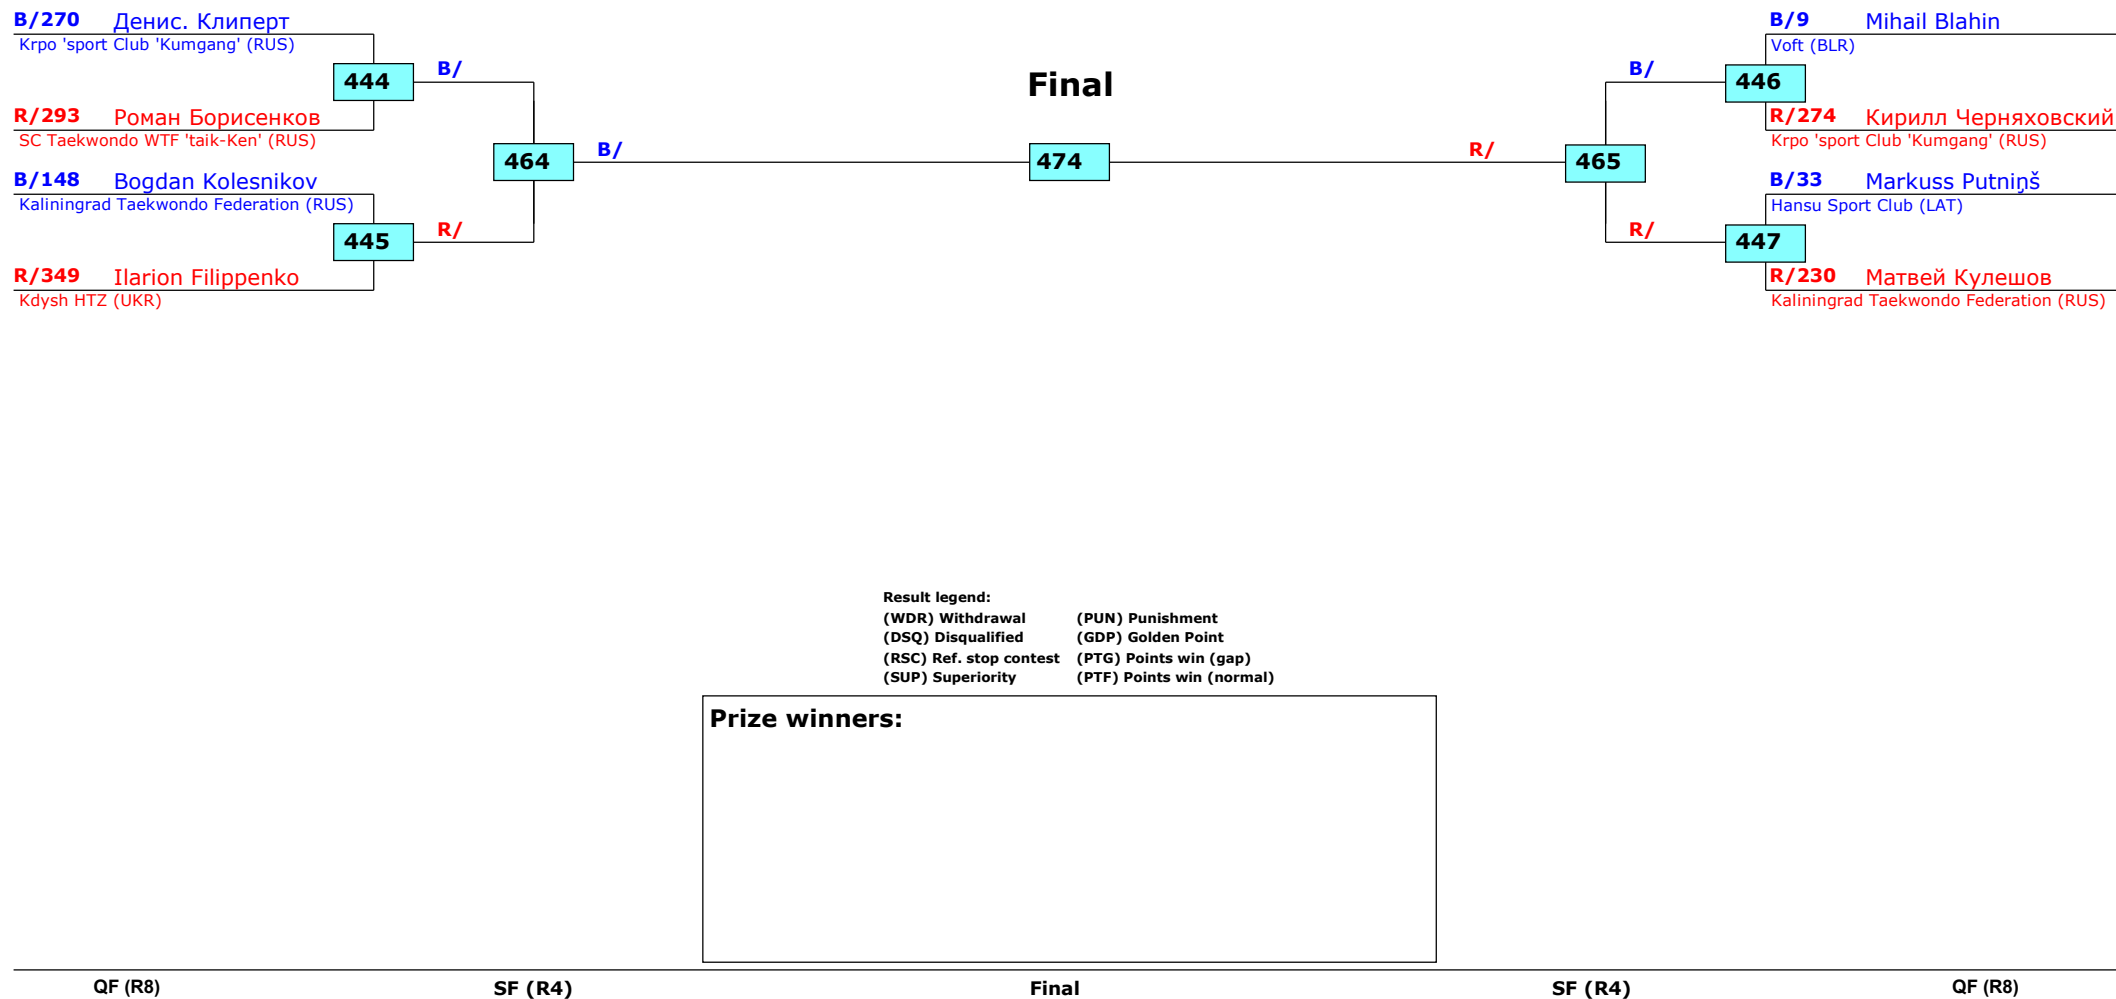 B/270 Денис. Клиперт
Krpo 'sport Club 'Kumgang' (RUS)
444
B/
R/293 Роман Борисенков
SC Taekwondo WTF 'taik-Ken' (RUS)
464
B/
B/148 Bogdan Kolesnikov
Kaliningrad Taekwondo Federation (RUS)
445
R/
R/349 Ilarion Filippenko
Kdysh HTZ (UKR)
Final
474
B/9 Mihail Blahin
Voft (BLR)
B/
446
R/274 Кирилл Черняховский
Krpo 'sport Club 'Kumgang' (RUS)
R/
465
B/33 Markuss Putniņš
Hansu Sport Club (LAT)
R/
447
R/230 Матвей Кулешов
Kaliningrad Taekwondo Federation (RUS)
Result legend:
(WDR) Withdrawal (PUN) Punishment
(DSQ) Disqualified (GDP) Golden Point
(RSC) Ref. stop contest (PTG) Points win (gap)
(SUP) Superiority (PTF) Points win (normal)
Prize winners:
QF (R8) SF (R4) Final SF (R4) QF (R8)